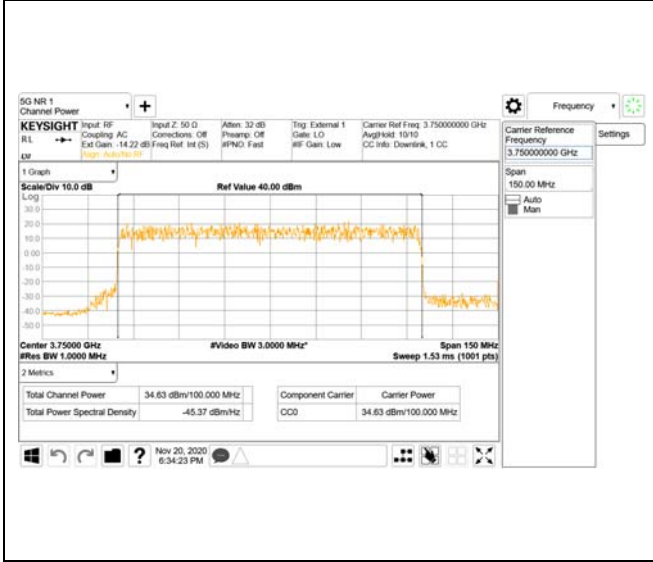 5G NR 1
Channel Power
Frequency
KEYSIGHT
RL
Input: RF
Coupling: AC
Ext Gain: -14.22 dB
Align: Auto/No RF
Input Z: 50 Ω
Corrections: Off
Freq Ref: Int (S)
Atten: 32 dB
Preamp: Off
#PNO: Fast
Trig: External 1
Gate: LO
#IF Gain: Low
Carrier Ref Freq: 3.750000000 GHz
Avg|Hold: 10/10
CC Info: Downlink, 1 CC
Carrier Reference
Frequency
3.750000000 GHz
Settings
Span
150.00 MHz
Auto
Man
1 Graph
Scale/Div 10.0 dB
Ref Value 40.00 dBm
Log
30.0
20.0
10.0
0.00
-10.0
-20.0
-30.0
-40.0
-50.0
Center 3.75000 GHz
#Video BW 3.0000 MHz*
Span 150 MHz
#Res BW 1.0000 MHz
Sweep 1.53 ms (1001 pts)
2 Metrics
Total Channel Power 34.63 dBm/100.000 MHz
Total Power Spectral Density -45.37 dBm/Hz
Component Carrier Carrier Power
CC0 34.63 dBm/100.000 MHz
Nov 20, 2020
6:34:23 PM